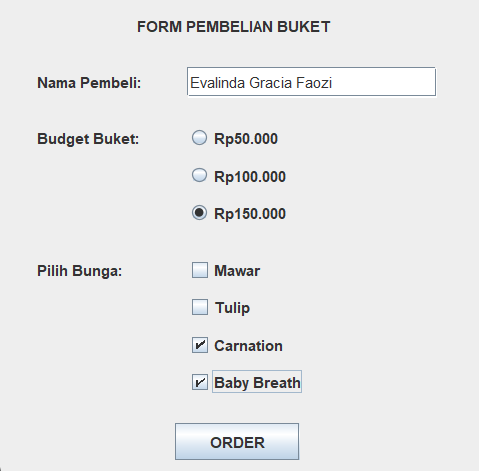 FORM PEMBELIAN BUKET
Nama Pembeli: Evalinda Gracia Faozi
Budget Buket: Rp50.000
Rp100.000
Rp150.000
Pilih Bunga: Mawar
Tulip
Carnation
Baby Breath
ORDER